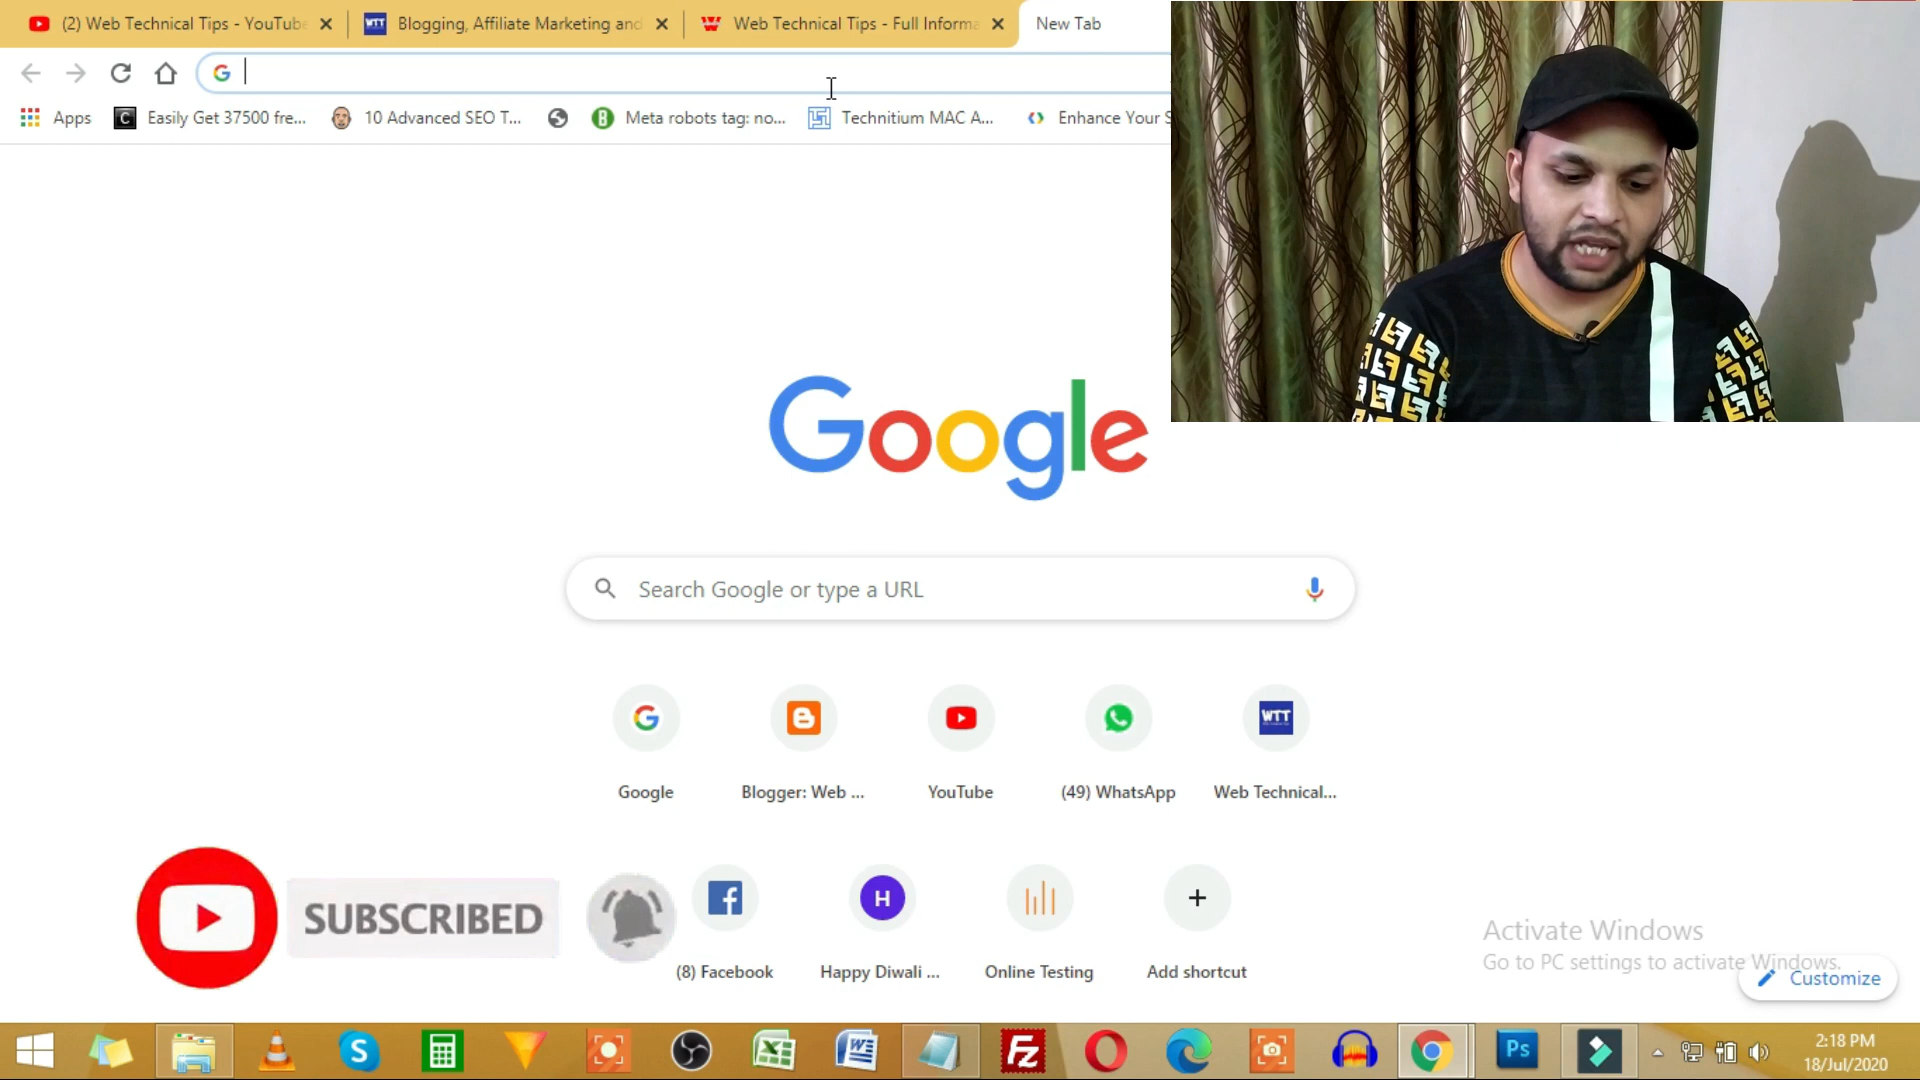 (2) Web Technical Tips - YouTube
Blogging, Affiliate Marketing and
Web Technical Tips - Full Informa
New Tab
Apps
Easily Get 37500 fre...
10 Advanced SEO T...
Meta robots tag: no...
Technitium MAC A...
Enhance Your S
Google
Search Google or type a URL
WTT
Google
Blogger: Web ...
YouTube
(49) WhatsApp
Web Technical...
SUBSCRIBED
H
(8) Facebook
Happy Diwali ...
Online Testing
Add shortcut
Activate Windows
Go to PC settings to activate Windows.
Customize
2:18 PM
18/Jul/2020